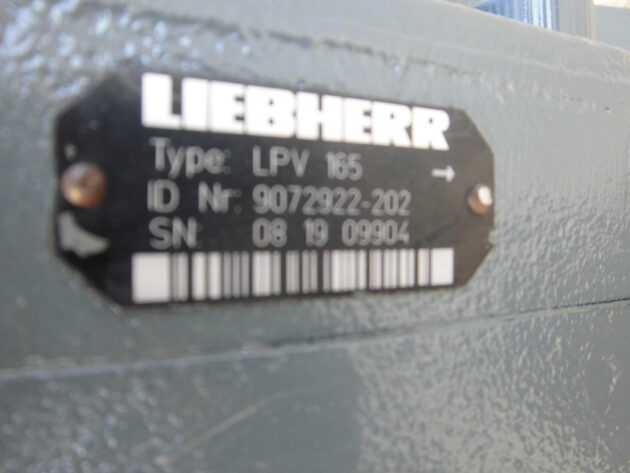 LIEBHERR
Type: LPV 165 →
ID Nr: 9072922-202
SN: 08 19 09904